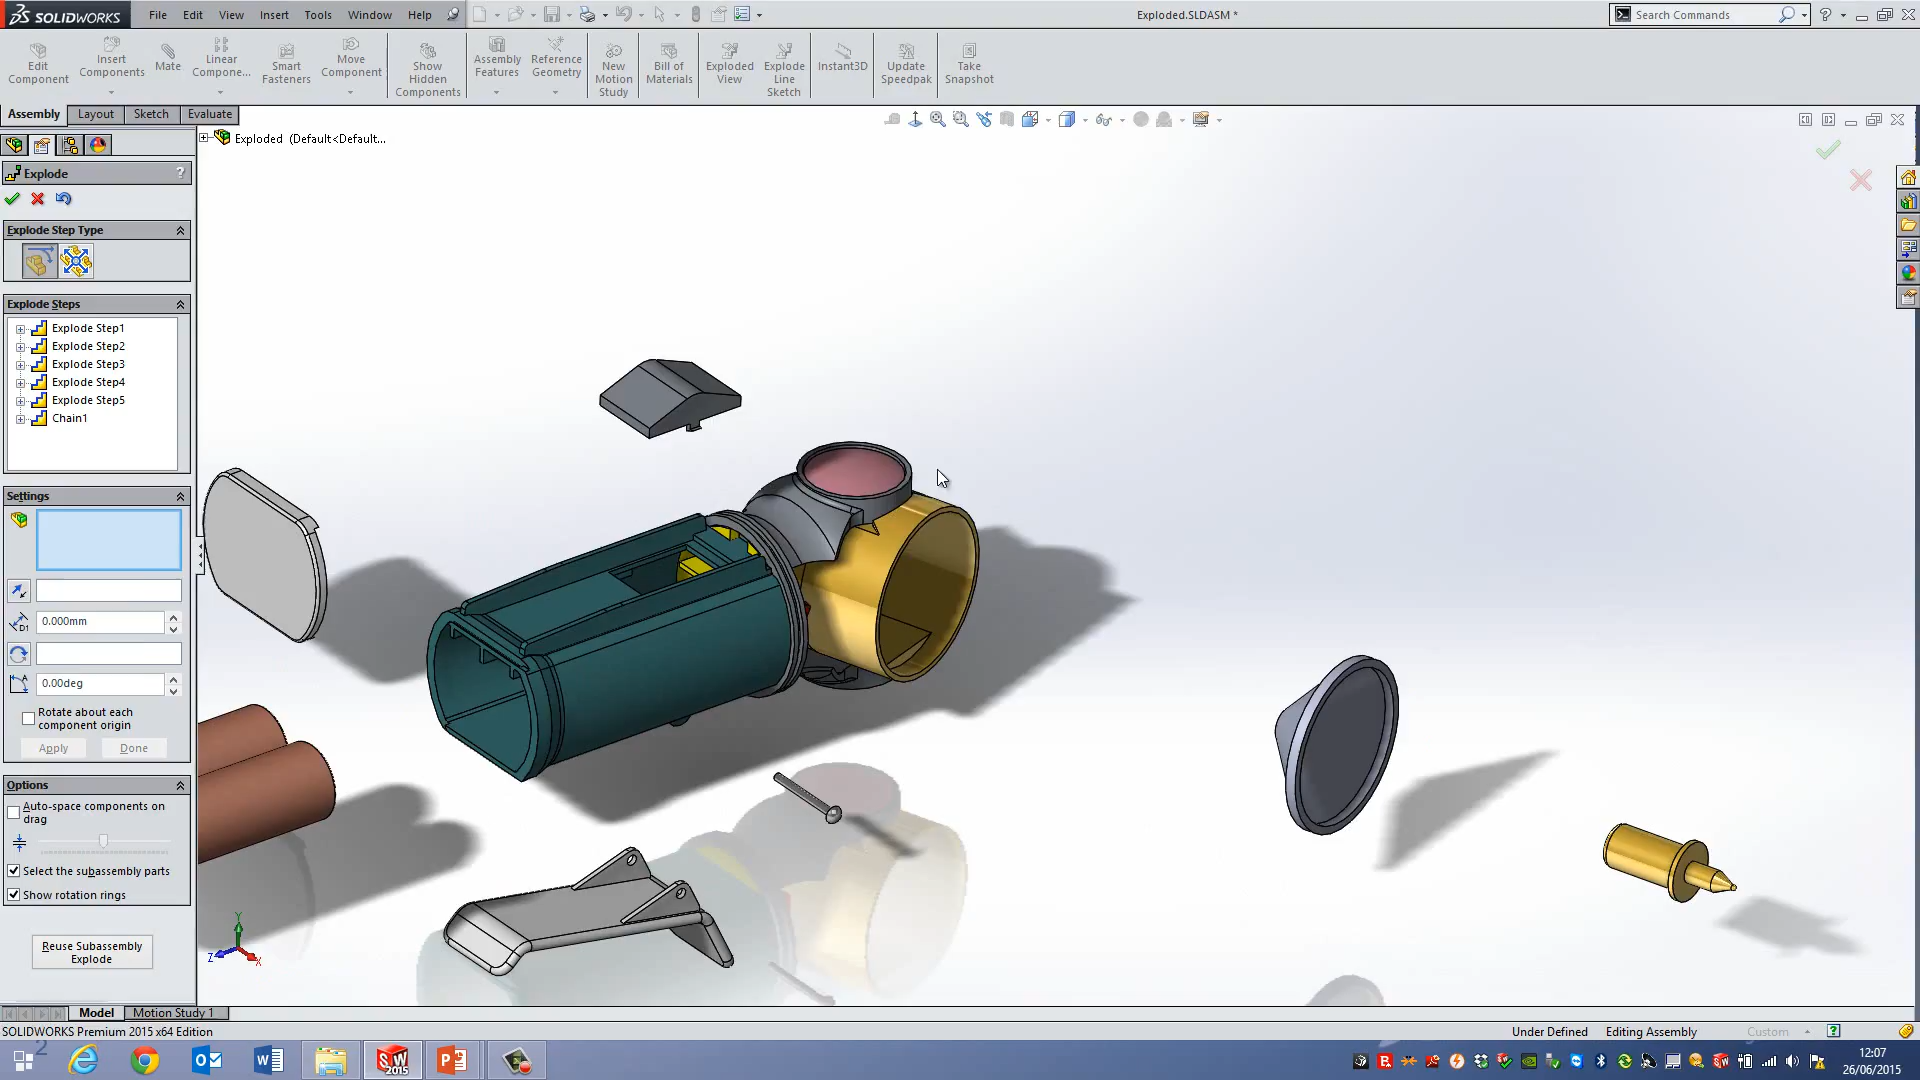 SOLIDWORKS
File Edit View Insert Tools Window Help
Exploded.SLDASM *
Search Commands
Edit Component
Insert Components
Mate
Linear Compone...
Smart Fasteners
Move Component
Show Hidden Components
Assembly Features
Reference Geometry
New Motion Study
Bill of Materials
Exploded View
Explode Line Sketch
Instant3D
Update Speedpak
Take Snapshot
Assembly Layout Sketch Evaluate
Exploded (Default<Default...
Explode ?
Explode Step Type
Explode Steps
Explode Step1
Explode Step2
Explode Step3
Explode Step4
Explode Step5
Chain1
Settings
0.000mm
0.00deg
Rotate about each
component origin
Apply Done
Options
Auto-space components on
drag
Select the subassembly parts
Show rotation rings
Reuse Subassembly
Explode
Y
Z
X
Model Motion Study 1
SOLIDWORKS Premium 2015 x64 Edition
Under Defined Editing Assembly Custom
2
2015
12:07
26/06/2015